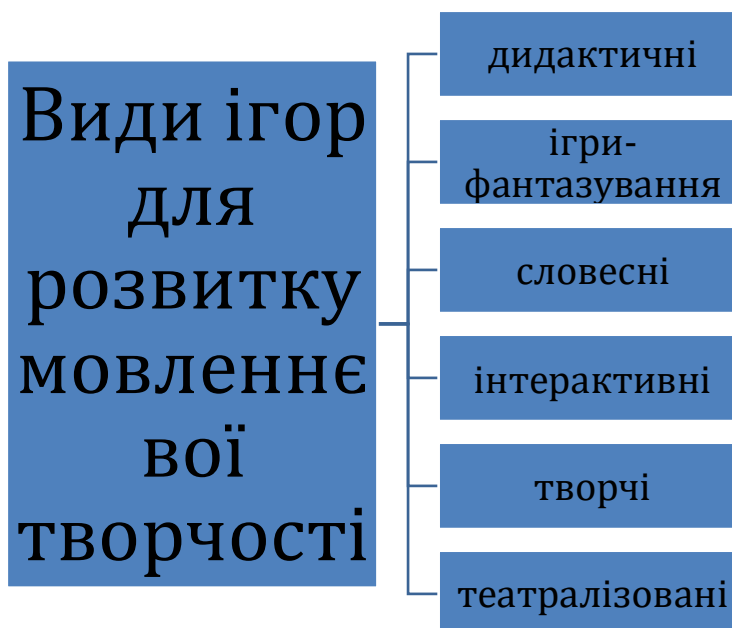 Види ігор
для
розвитку
мовленнє
вої
творчості
дидактичні
ігри-
фантазування
словесні
інтерактивні
творчі
театралізовані